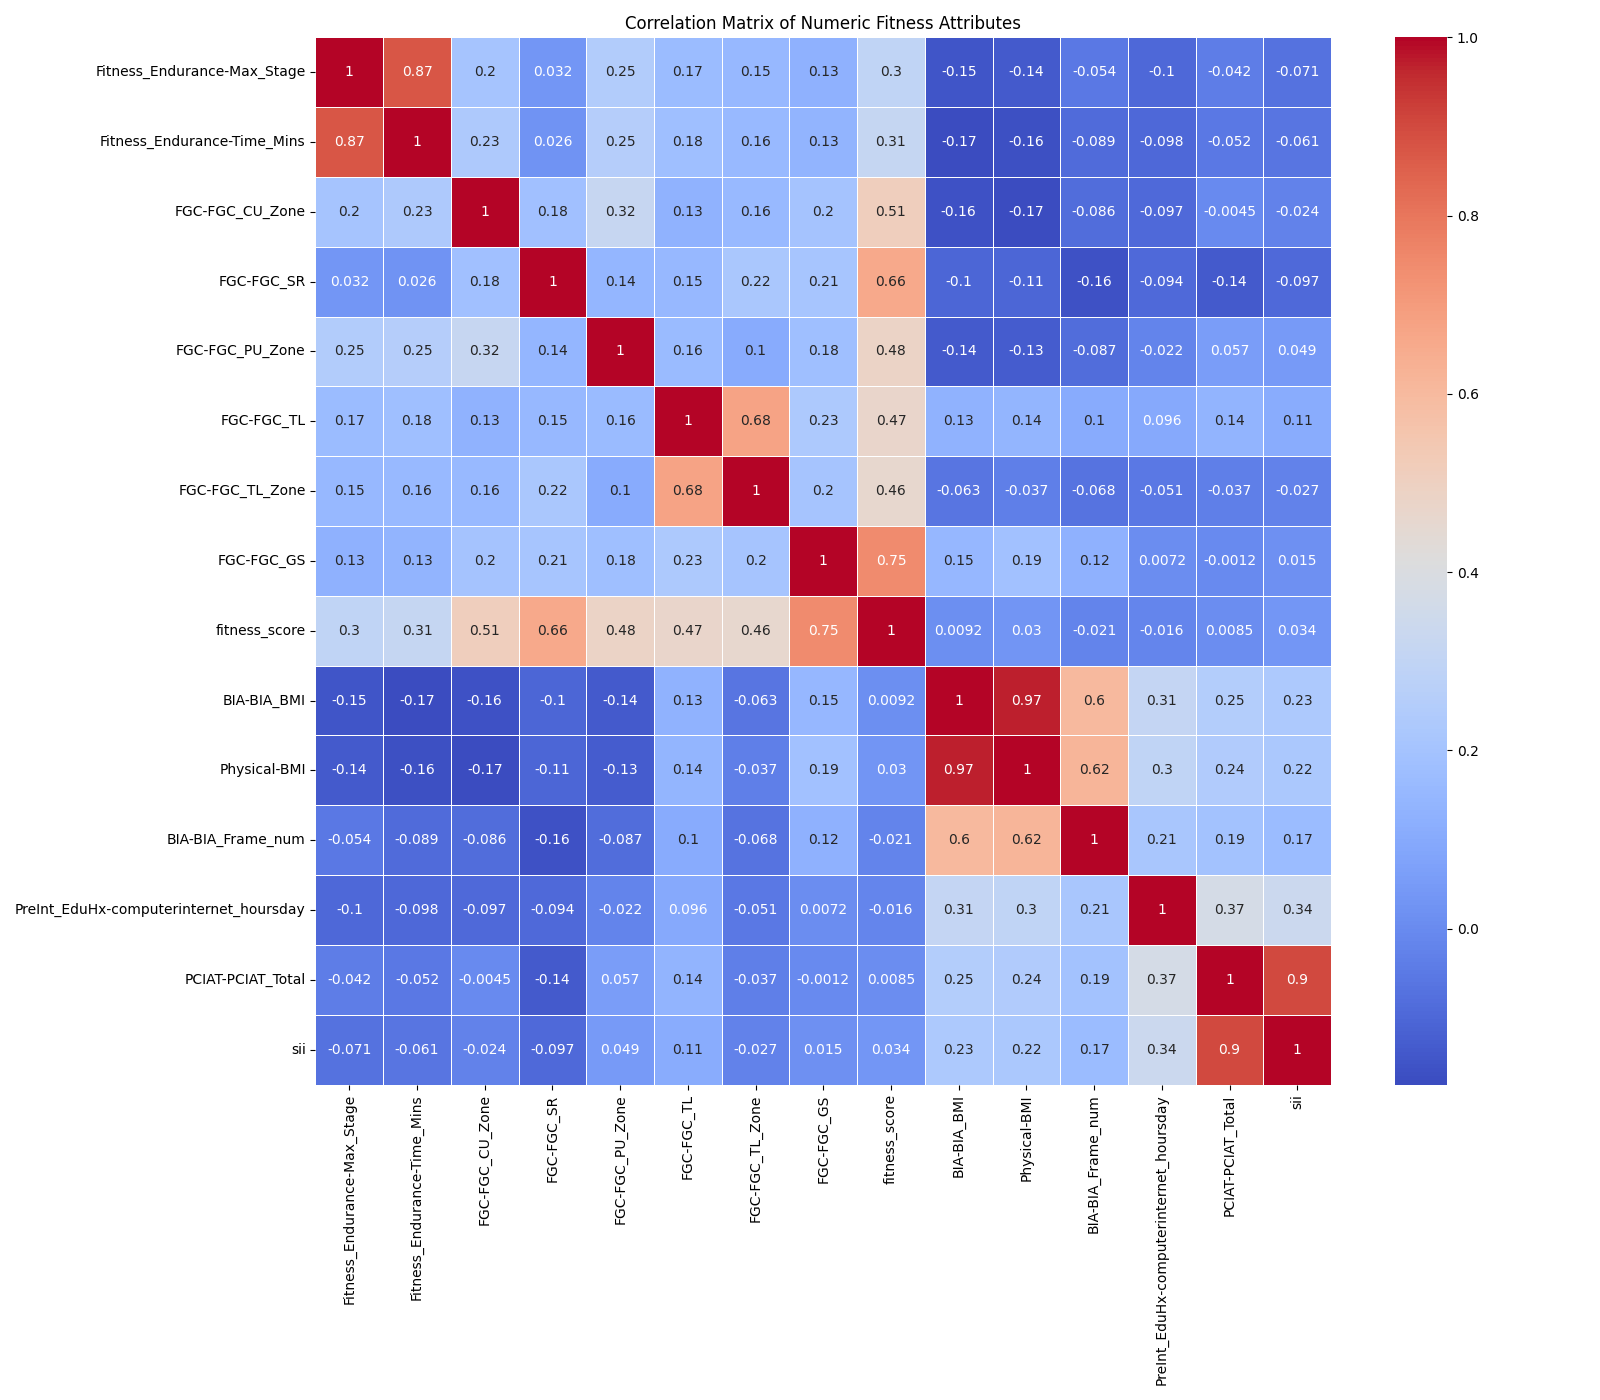 Correlation Matrix of Numeric Fitness Attributes
Fitness_Endurance-Max_Stage 1 0.87 0.2 0.032 0.25 0.17 0.15 0.13 0.3 -0.15 -0.14 -0.054 -0.1 -0.042 -0.071
Fitness_Endurance-Time_Mins 0.87 1 0.23 0.026 0.25 0.18 0.16 0.13 0.31 -0.17 -0.16 -0.089 -0.098 -0.052 -0.061
FGC-FGC_CU_Zone 0.2 0.23 1 0.18 0.32 0.13 0.16 0.2 0.51 -0.16 -0.17 -0.086 -0.097 -0.0045 -0.024
FGC-FGC_SR 0.032 0.026 0.18 1 0.14 0.15 0.22 0.21 0.66 -0.1 -0.11 -0.16 -0.094 -0.14 -0.097
FGC-FGC_PU_Zone 0.25 0.25 0.32 0.14 1 0.16 0.1 0.18 0.48 -0.14 -0.13 -0.087 -0.022 0.057 0.049
FGC-FGC_TL 0.17 0.18 0.13 0.15 0.16 1 0.68 0.23 0.47 0.13 0.14 0.1 0.096 0.14 0.11
FGC-FGC_TL_Zone 0.15 0.16 0.16 0.22 0.1 0.68 1 0.2 0.46 -0.063 -0.037 -0.068 -0.051 -0.037 -0.027
FGC-FGC_GS 0.13 0.13 0.2 0.21 0.18 0.23 0.2 1 0.75 0.15 0.19 0.12 0.0072 -0.0012 0.015
fitness_score 0.3 0.31 0.51 0.66 0.48 0.47 0.46 0.75 1 0.0092 0.03 -0.021 -0.016 0.0085 0.034
BIA-BIA_BMI -0.15 -0.17 -0.16 -0.1 -0.14 0.13 -0.063 0.15 0.0092 1 0.97 0.6 0.31 0.25 0.23
Physical-BMI -0.14 -0.16 -0.17 -0.11 -0.13 0.14 -0.037 0.19 0.03 0.97 1 0.62 0.3 0.24 0.22
BIA-BIA_Frame_num -0.054 -0.089 -0.086 -0.16 -0.087 0.1 -0.068 0.12 -0.021 0.6 0.62 1 0.21 0.19 0.17
PreInt_EduHx-computerinternet_hoursday -0.1 -0.098 -0.097 -0.094 -0.022 0.096 -0.051 0.0072 -0.016 0.31 0.3 0.21 1 0.37 0.34
PCIAT-PCIAT_Total -0.042 -0.052 -0.0045 -0.14 0.057 0.14 -0.037 -0.0012 0.0085 0.25 0.24 0.19 0.37 1 0.9
sii -0.071 -0.061 -0.024 -0.097 0.049 0.11 -0.027 0.015 0.034 0.23 0.22 0.17 0.34 0.9 1
Fitness_Endurance-Max_Stage
Fitness_Endurance-Time_Mins
FGC-FGC_CU_Zone
FGC-FGC_SR
FGC-FGC_PU_Zone
FGC-FGC_TL
FGC-FGC_TL_Zone
FGC-FGC_GS
fitness_score
BIA-BIA_BMI
Physical-BMI
BIA-BIA_Frame_num
PreInt_EduHx-computerinternet_hoursday
PCIAT-PCIAT_Total
sii
1.0
0.8
0.6
0.4
0.2
0.0